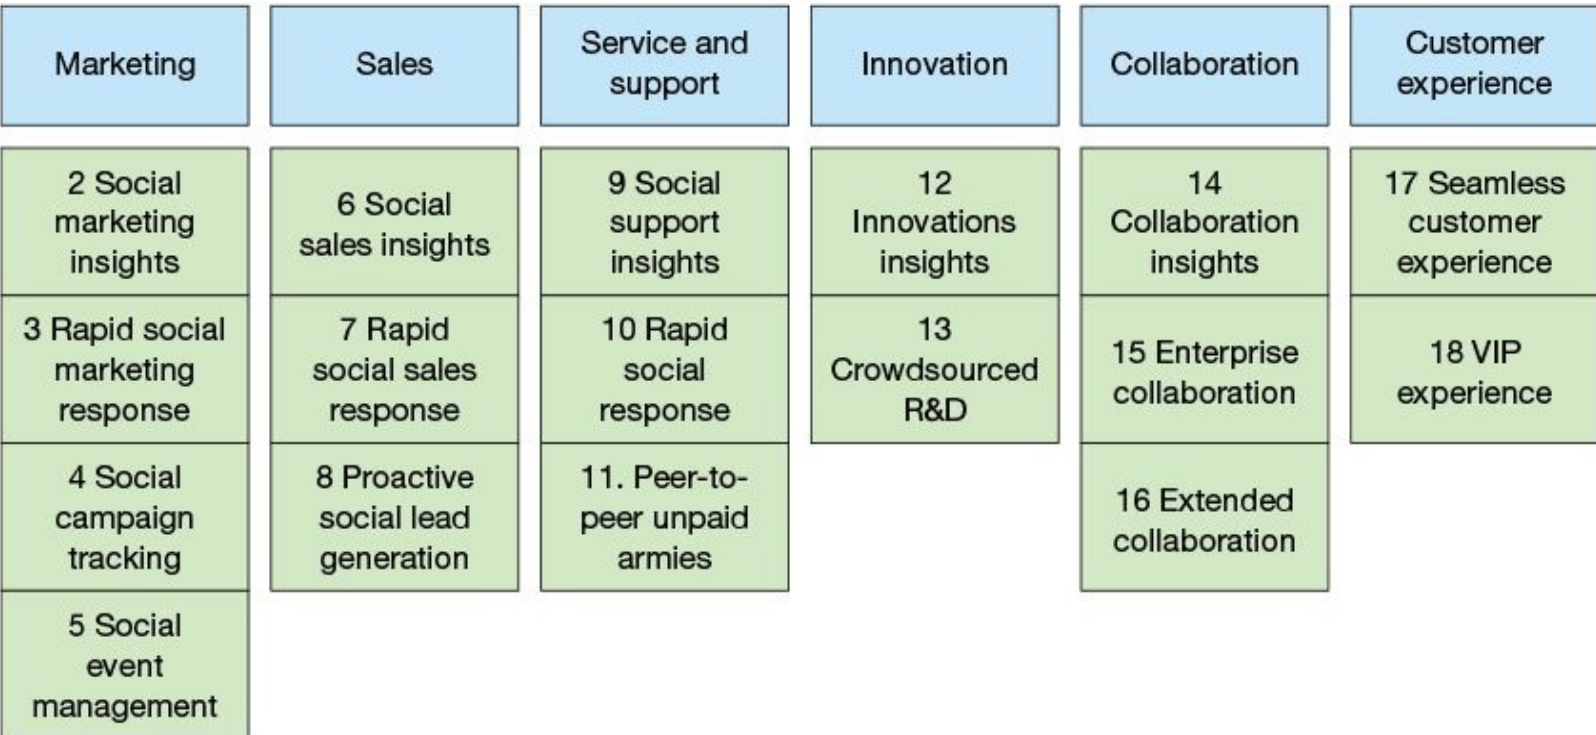 Marketing
Sales
Service and
support
Innovation
Collaboration
Customer
experience
2 Social
marketing
insights
3 Rapid social
marketing
response
4 Social
campaign
tracking
5 Social
event
management
6 Social
sales insights
7 Rapid
social sales
response
8 Proactive
social lead
generation
9 Social
support
insights
10 Rapid
social
response
11. Peer-to-
peer unpaid
armies
12
Innovations
insights
13
Crowdsourced
R&D
14
Collaboration
insights
15 Enterprise
collaboration
16 Extended
collaboration
17 Seamless
customer
experience
18 VIP
experience